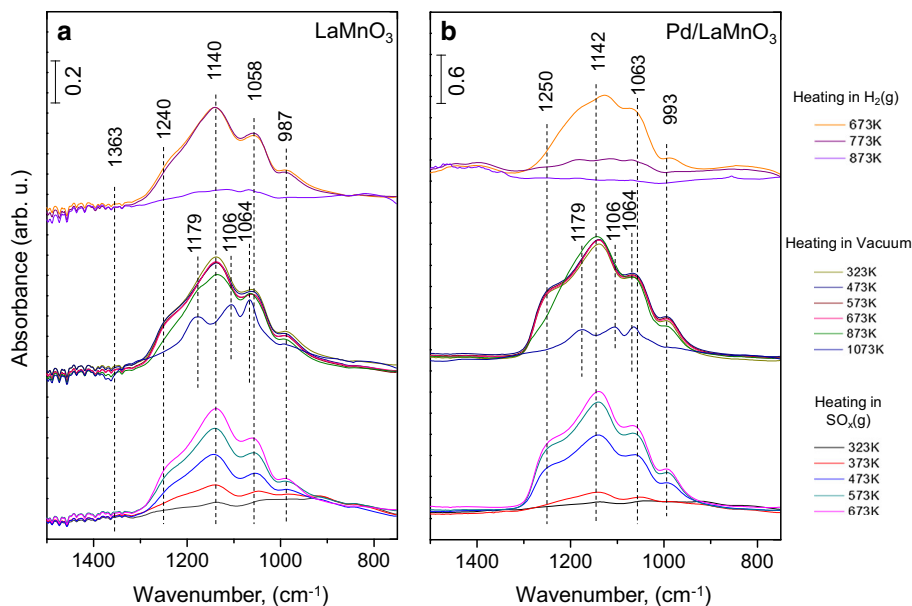 a
LaMnO3
0.2
1363
1240
1140
1058
987
1179
1106
1064
Absorbance (arb. u.)
1400
1200
1000
800
Wavenumber, (cm-1)
b
Pd/LaMnO3
0.6
1250
1142
1063
993
1179
1106
1064
1400
1200
1000
800
Wavenumber, (cm-1)
Heating in H2(g)
673K
773K
873K
Heating in Vacuum
323K
473K
573K
673K
873K
1073K
Heating in
SOx(g)
323K
373K
473K
573K
673K